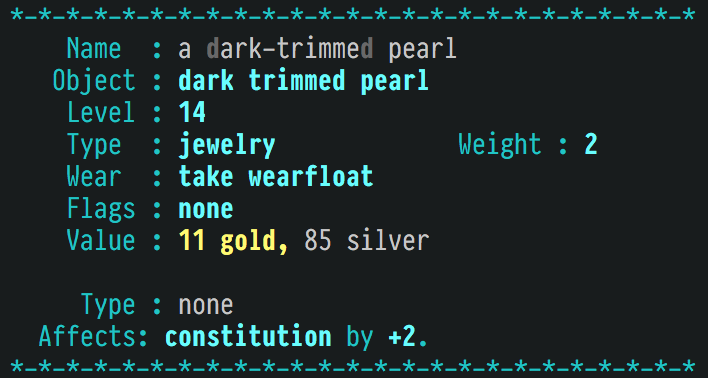 *-*-*-*-*-*-*-*-*-*-*-*-*-*-*-*-*-*-*-*-*-*-*-*-*
Name : a dark-trimmed pearl
Object : dark trimmed pearl
Level : 14
Type : jewelry Weight : 2
Wear : take wearfloat
Flags : none
Value : 11 gold, 85 silver
Type : none
Affects: constitution by +2.
*-*-*-*-*-*-*-*-*-*-*-*-*-*-*-*-*-*-*-*-*-*-*-*-*